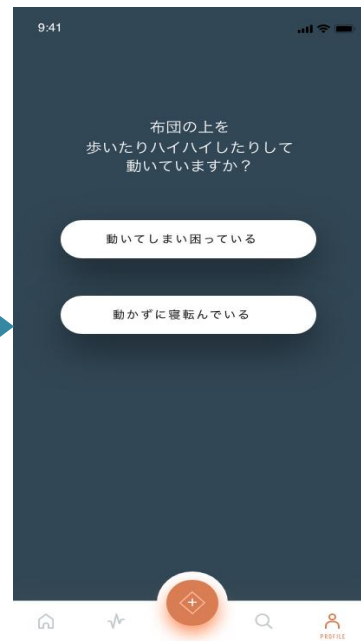 9:41
布団の上を
歩いたりハイハイしたりして
動いていますか？
動いてしまい困っている
動かずに寝転んでいる
PROFILE